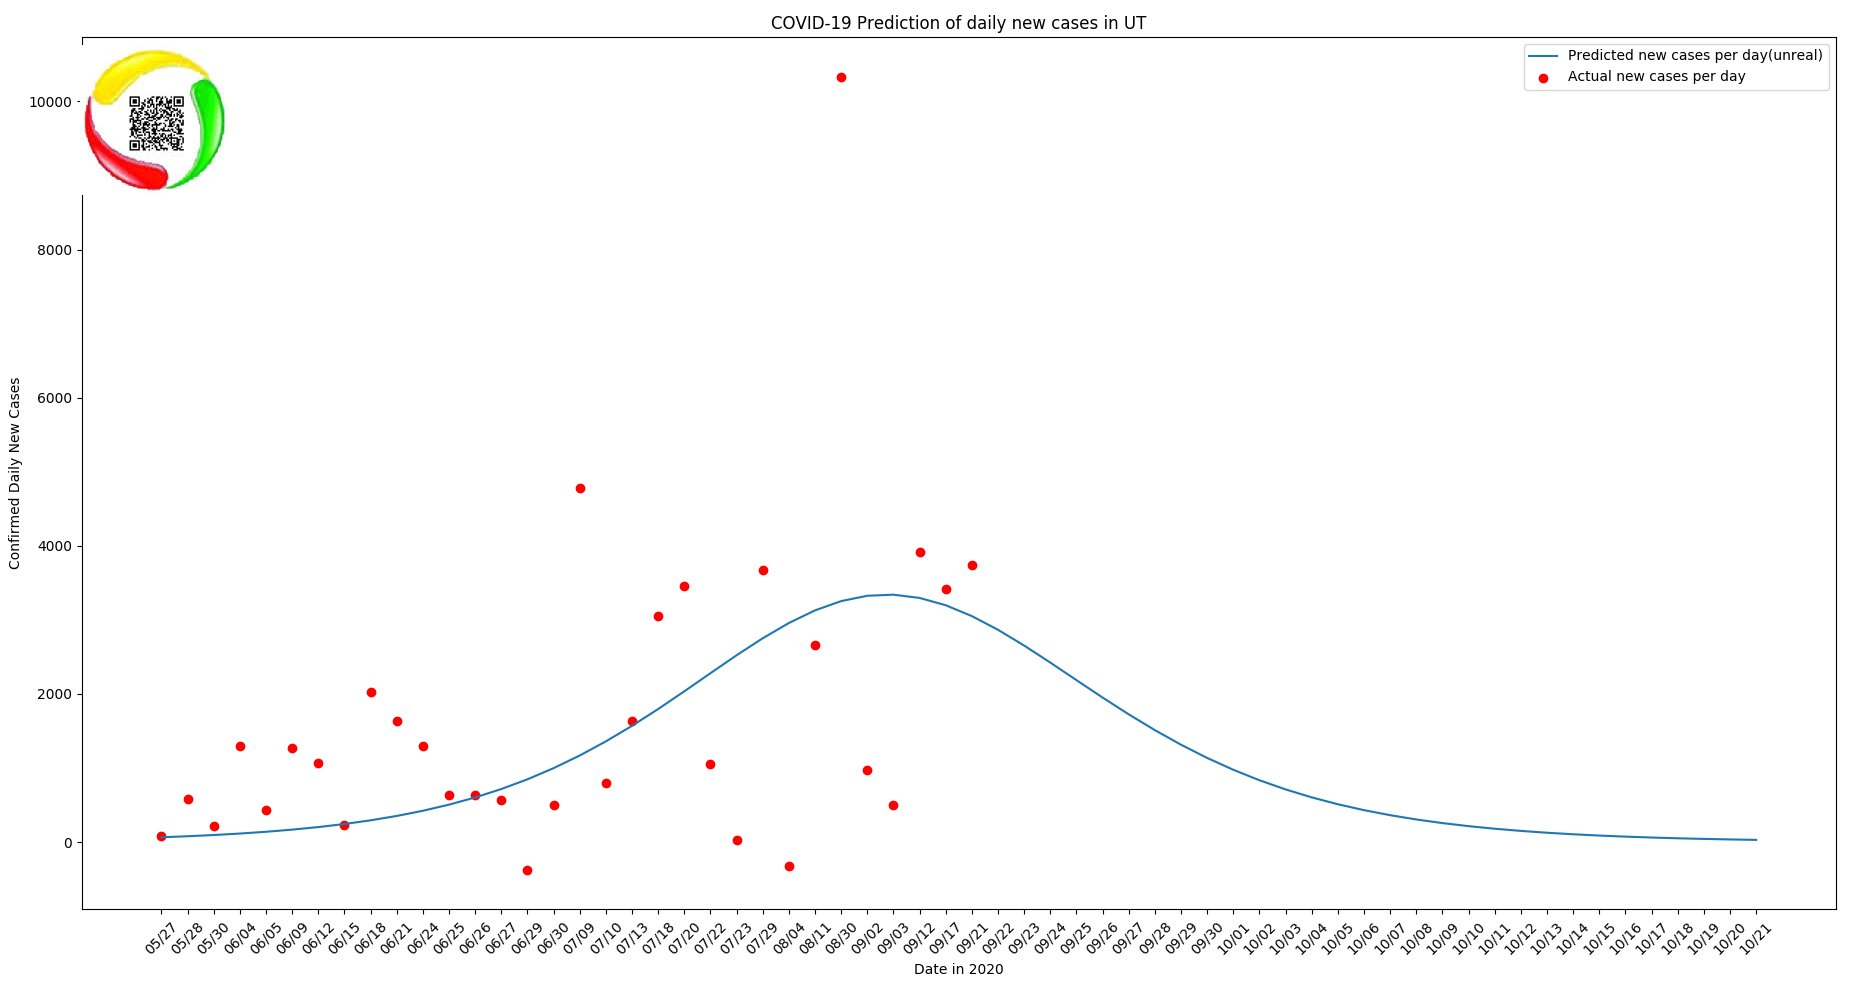 COVID-19 Prediction of daily new cases in UT
Predicted new cases per day(unreal)
Actual new cases per day
10000
8000
6000
4000
2000
0
Confirmed Daily New Cases
05/27 05/28 05/30 06/04 06/05 06/09 06/12 06/15 06/18 06/21 06/24 06/25 06/26 06/27 06/29 06/30 07/09 07/10 07/13 07/18 07/20 07/22 07/23 07/29 08/04 08/11 08/30 09/02 09/03 09/12 09/17 09/21 09/22 09/23 09/24 09/25 09/26 09/27 09/28 09/29 09/30 10/01 10/02 10/03 10/04 10/05 10/06 10/07 10/08 10/09 10/10 10/11 10/12 10/13 10/14 10/15 10/16 10/17 10/18 10/19 10/20 10/21
Date in 2020